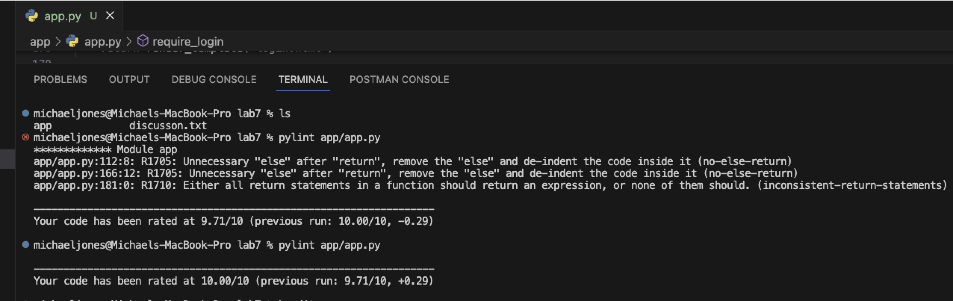 app.py U ×
app > app.py > require_login
PROBLEMS OUTPUT DEBUG CONSOLE TERMINAL POSTMAN CONSOLE
michaeljones@Michaels-MacBook-Pro lab7 % ls
app discusson.txt
michaeljones@Michaels-MacBook-Pro lab7 % pylint app/app.py
************* Module app
app/app.py:112:8: R1705: Unnecessary "else" after "return", remove the "else" and de-indent the code inside it (no-else-return)
app/app.py:166:12: R1705: Unnecessary "else" after "return", remove the "else" and de-indent the code inside it (no-else-return)
app/app.py:181:0: R1710: Either all return statements in a function should return an expression, or none of them should. (inconsistent-return-statements)
------------------------------------------------------------------
Your code has been rated at 9.71/10 (previous run: 10.00/10, -0.29)
michaeljones@Michaels-MacBook-Pro lab7 % pylint app/app.py
------------------------------------------------------------------
Your code has been rated at 10.00/10 (previous run: 9.71/10, +0.29)